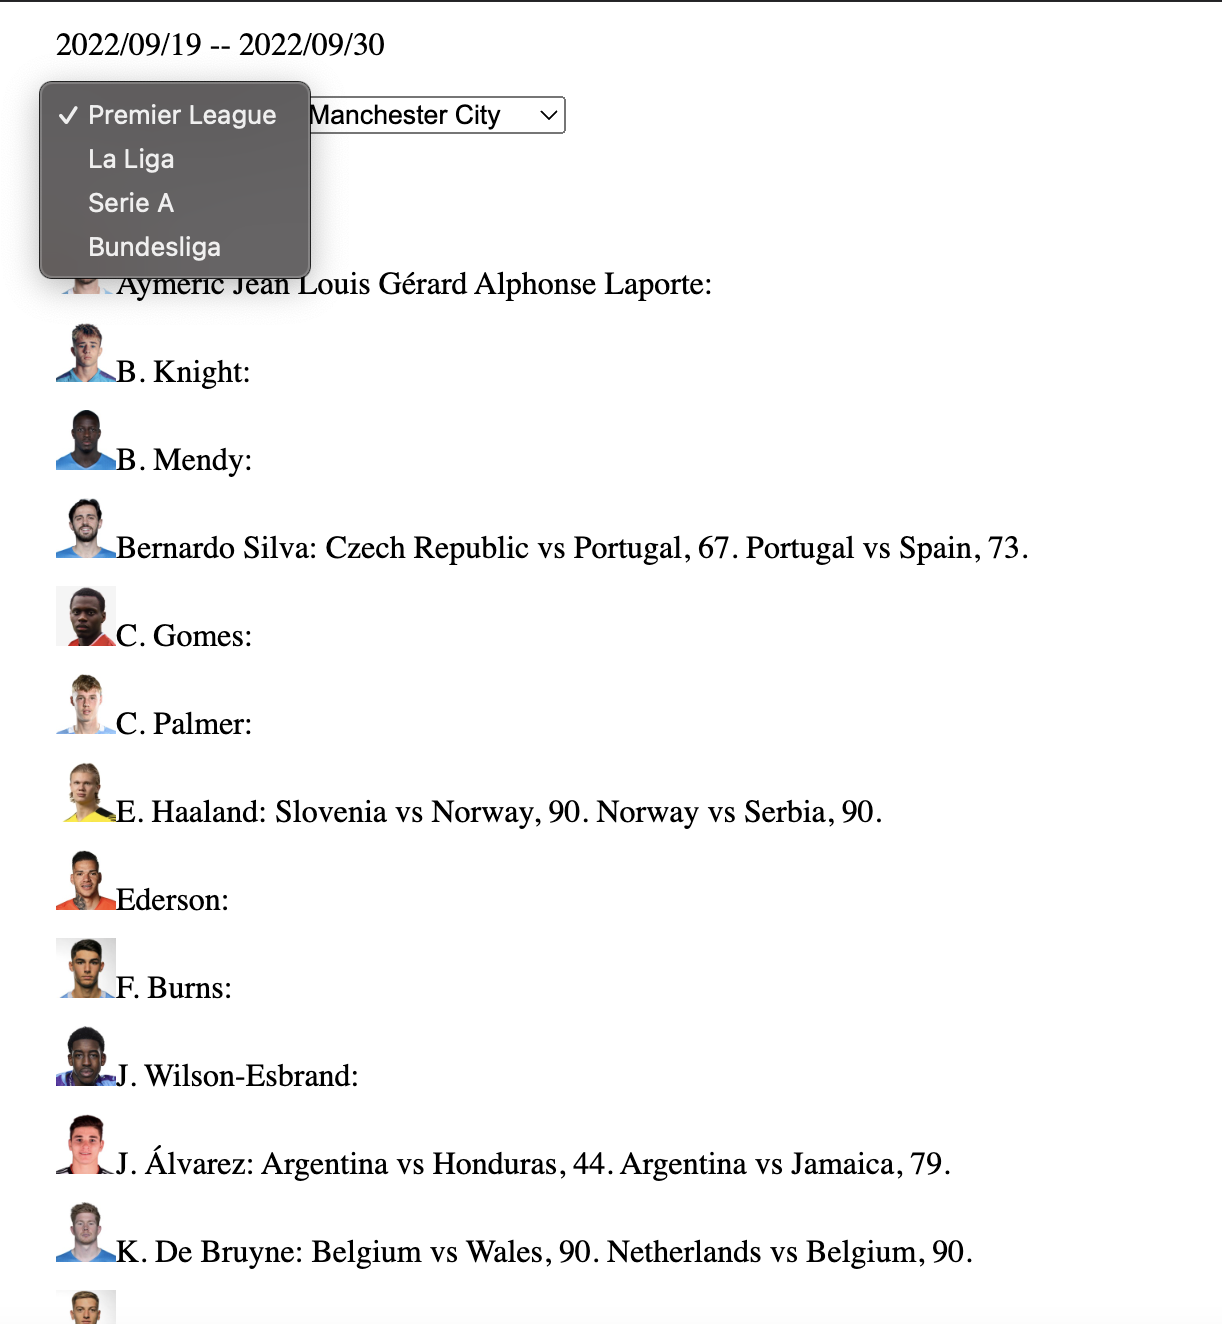 2022/09/19 -- 2022/09/30
✓ Premier League Manchester City
La Liga
Serie A
Bundesliga
Aymeric Jean Louis Gérard Alphonse Laporte:
B. Knight:
B. Mendy:
Bernardo Silva: Czech Republic vs Portugal, 67. Portugal vs Spain, 73.
C. Gomes:
C. Palmer:
E. Haaland: Slovenia vs Norway, 90. Norway vs Serbia, 90.
Ederson:
F. Burns:
J. Wilson-Esbrand:
J. Álvarez: Argentina vs Honduras, 44. Argentina vs Jamaica, 79.
K. De Bruyne: Belgium vs Wales, 90. Netherlands vs Belgium, 90.